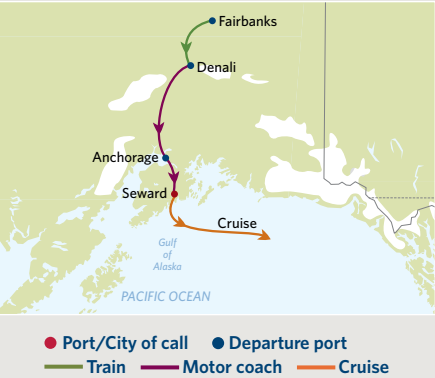 Fairbanks
Denali
Anchorage
Seward
Cruise
Gulf
of
Alaska
PACIFIC OCEAN
Port/City of call Departure port
Train Motor coach Cruise